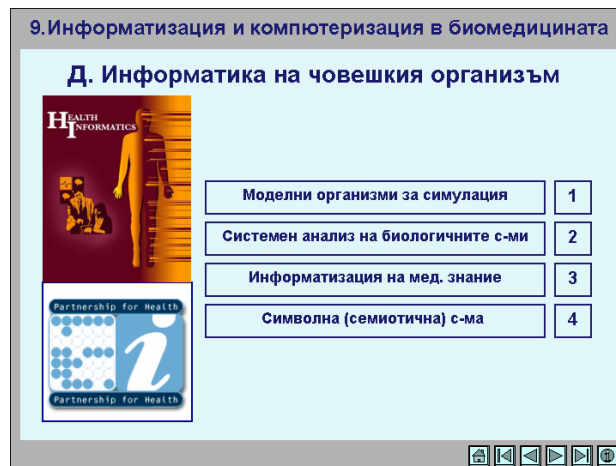 9.Информатизация и компютеризация в биомедицината
Д. Информатика на човешкия организъм
HEALTH
INFORMATICS
Моделни организми за симулация 1
Системен анализ на биологичните с-ми 2
Информатизация на мед. знание 3
Символна (семиотична) с-ма 4
Partnership for Health
i
Partnership for Health